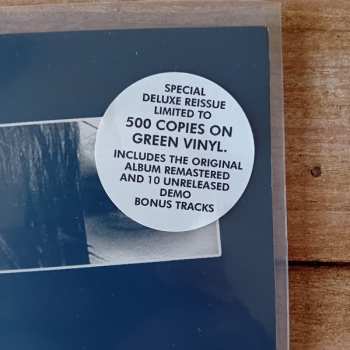 SPECIAL
DELUXE REISSUE
LIMITED TO
500 COPIES ON
GREEN VINYL.
INCLUDES THE ORIGINAL
ALBUM REMASTERED
AND 10 UNRELEASED
DEMO
BONUS TRACKS